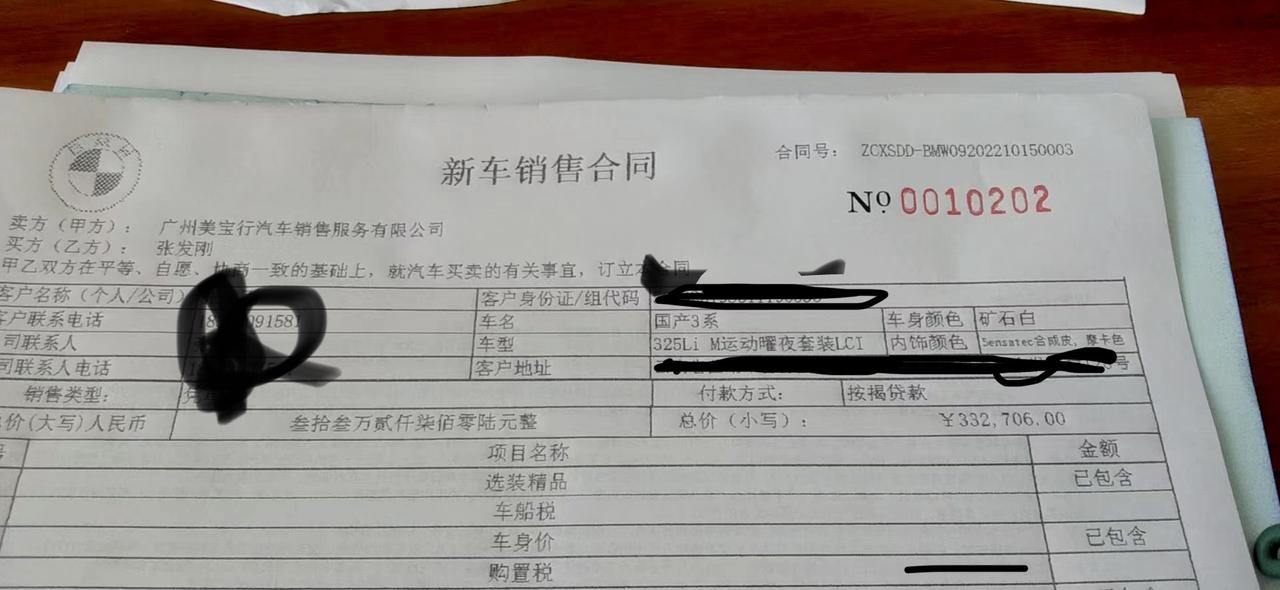 新车销售合同
合同号: ZCXSDD-BMW09202210150003
№ 0010202
卖方（甲方）: 广州美宝行汽车销售服务有限公司
买方（乙方）: 张发刚
甲乙双方在平等、自愿、协商一致的基础上，就汽车买卖的有关事宜，订立本合同
客户名称（个人/公司） 客户身份证/组代码
客户联系电话 车名 国产3系 车身颜色 矿石白
司联系人 车型 325Li M运动曜夜套装LCI 内饰颜色 Sensatec合成皮，摩卡色
司联系人电话 客户地址 号
销售类型: 付款方式: 按揭贷款
价(大写)人民币 叁拾叁万贰仟柒佰零陆元整 总价（小写）: ￥332,706.00
项目名称 金额
选装精品 已包含
车船税
车身价 已包含
购置税